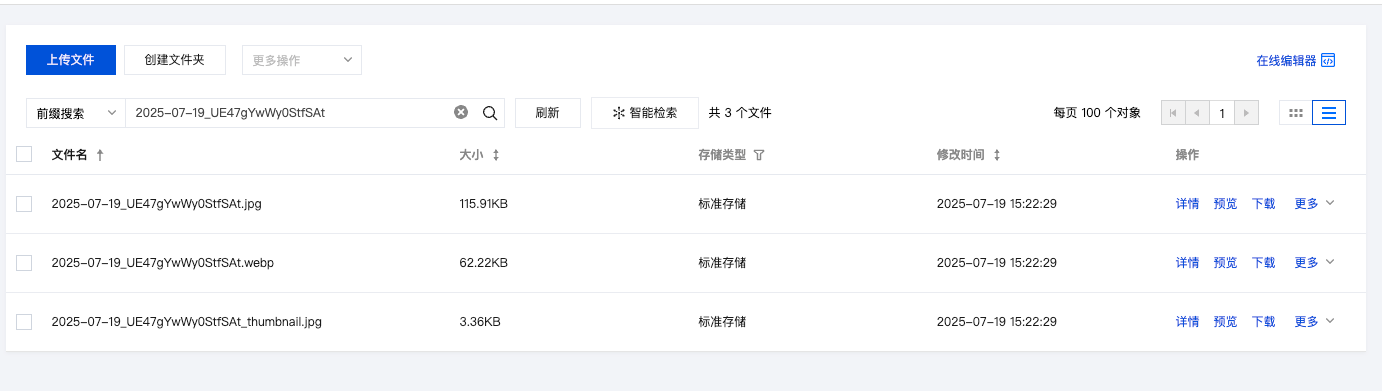 上传文件 创建文件夹 更多操作 在线编辑器
前缀搜索 2025-07-19_UE47gYwWy0StfSAt 刷新 智能检索 共 3 个文件 每页 100 个对象 1
文件名 大小 存储类型 修改时间 操作
2025-07-19_UE47gYwWy0StfSAt.jpg 115.91KB 标准存储 2025-07-19 15:22:29 详情 预览 下载 更多
2025-07-19_UE47gYwWy0StfSAt.webp 62.22KB 标准存储 2025-07-19 15:22:29 详情 预览 下载 更多
2025-07-19_UE47gYwWy0StfSAt_thumbnail.jpg 3.36KB 标准存储 2025-07-19 15:22:29 详情 预览 下载 更多